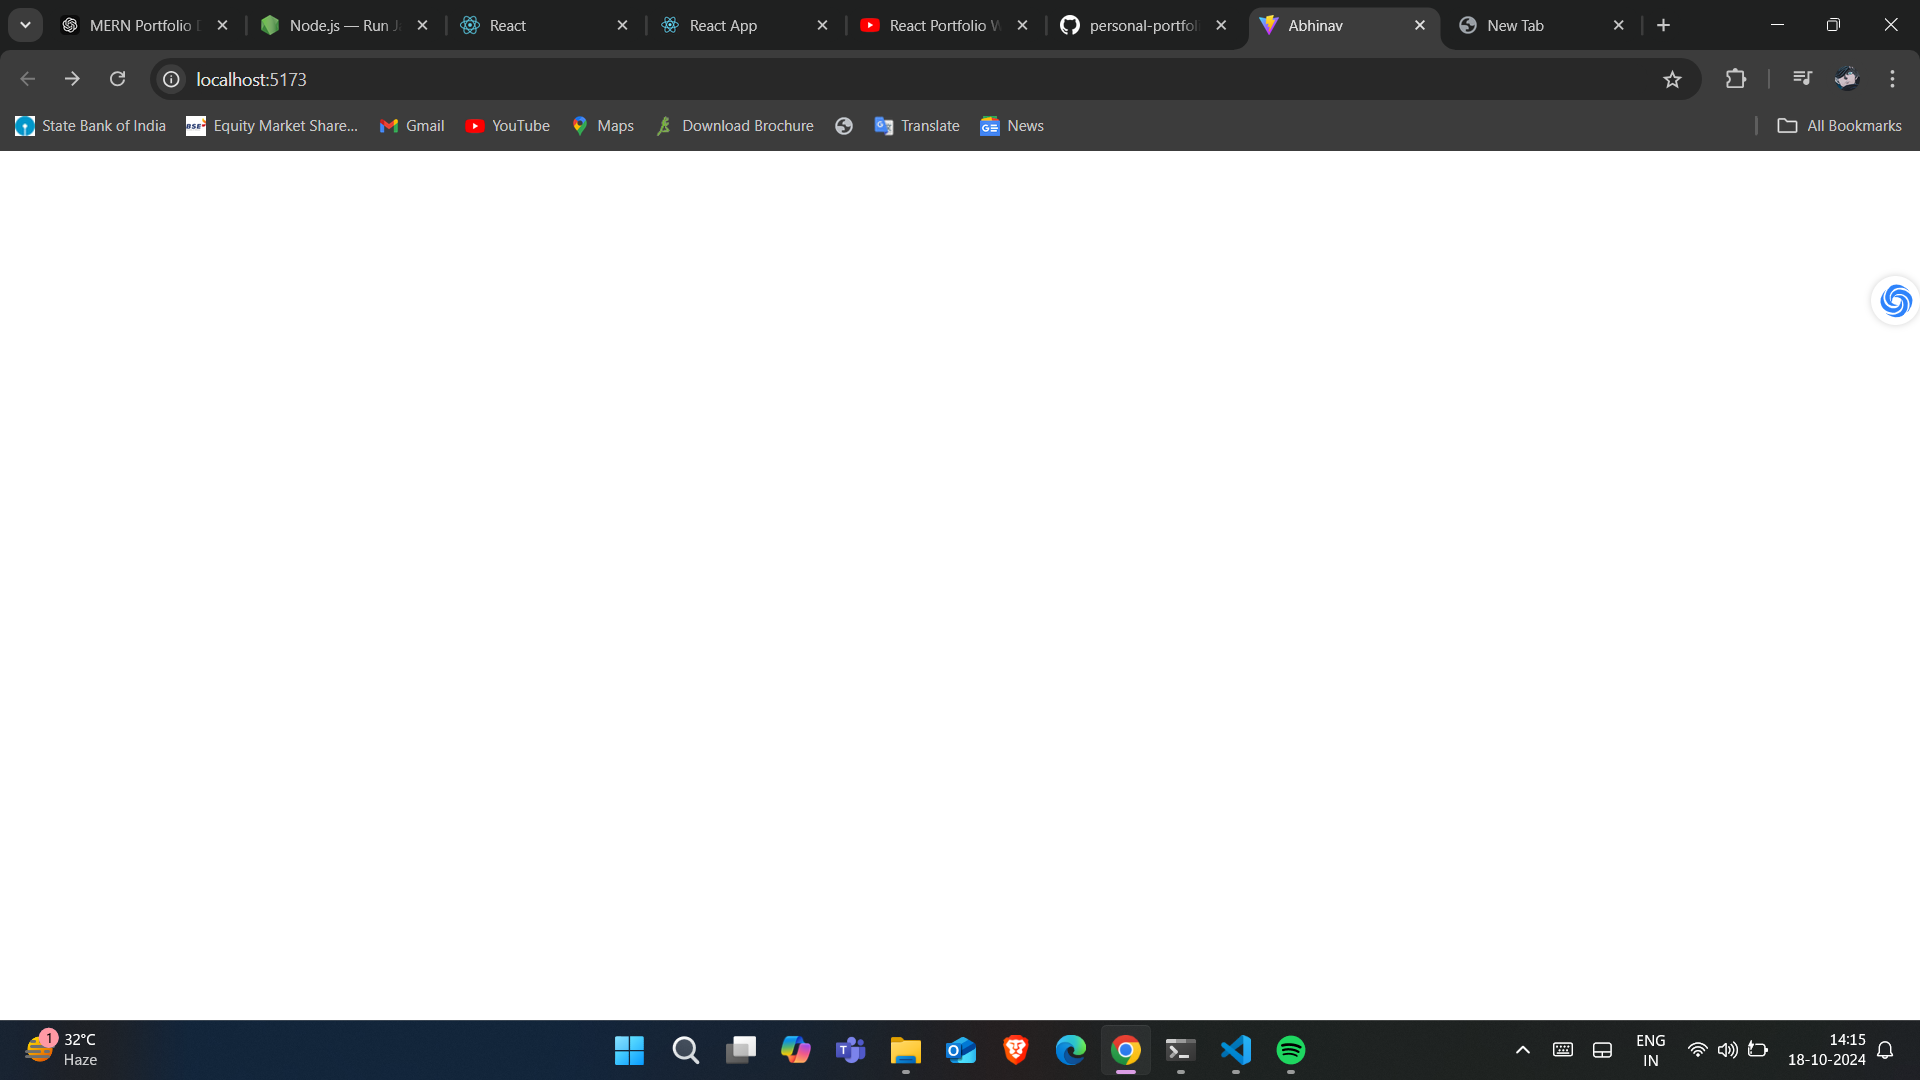 MERN Portfolio
Node.js — Run J
React
React App
React Portfolio W
personal-portfoli
Abhinav
New Tab
localhost:5173
State Bank of India
BSE
Equity Market Share...
Gmail
YouTube
Maps
Download Brochure
Translate
News
All Bookmarks
1
32°C
Haze
ENG
IN
14:15
18-10-2024